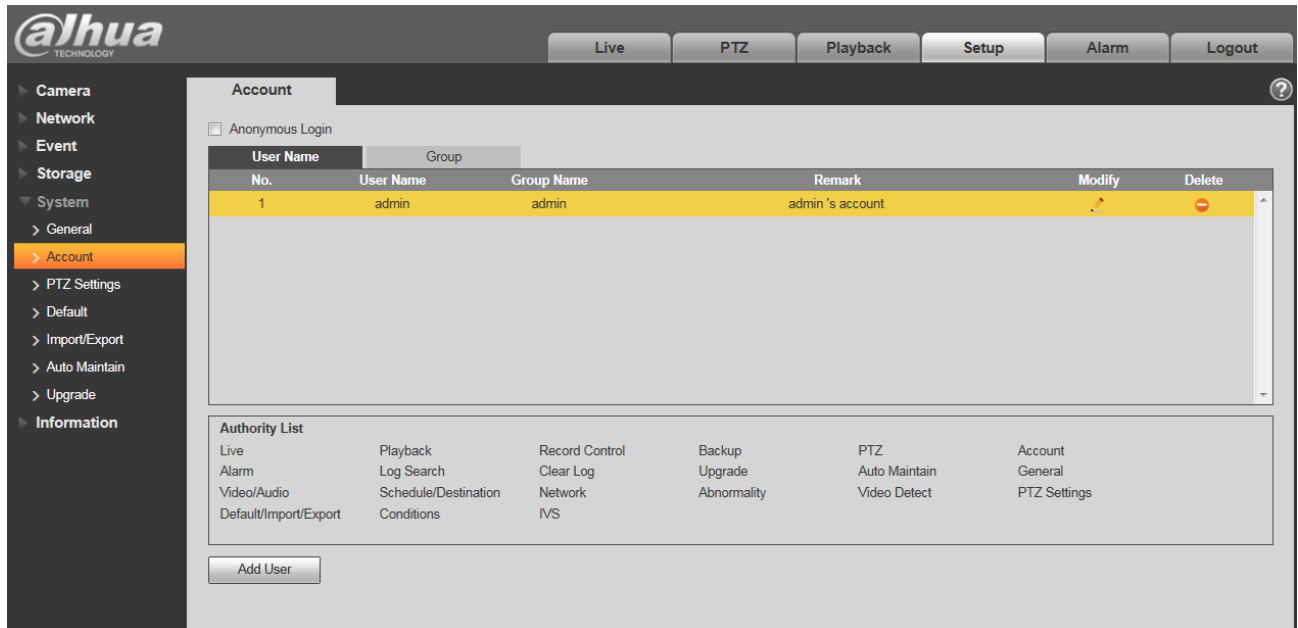 alhua
TECHNOLOGY
Live PTZ Playback Setup Alarm Logout
Camera
Network
Event
Storage
System
General
Account
PTZ Settings
Default
Import/Export
Auto Maintain
Upgrade
Information
Account
?
Anonymous Login
User Name Group
No. User Name Group Name Remark Modify Delete
1 admin admin admin 's account
Authority List
Live Playback Record Control Backup PTZ Account
Alarm Log Search Clear Log Upgrade Auto Maintain General
Video/Audio Schedule/Destination Network Abnormality Video Detect PTZ Settings
Default/Import/Export Conditions IVS
Add User